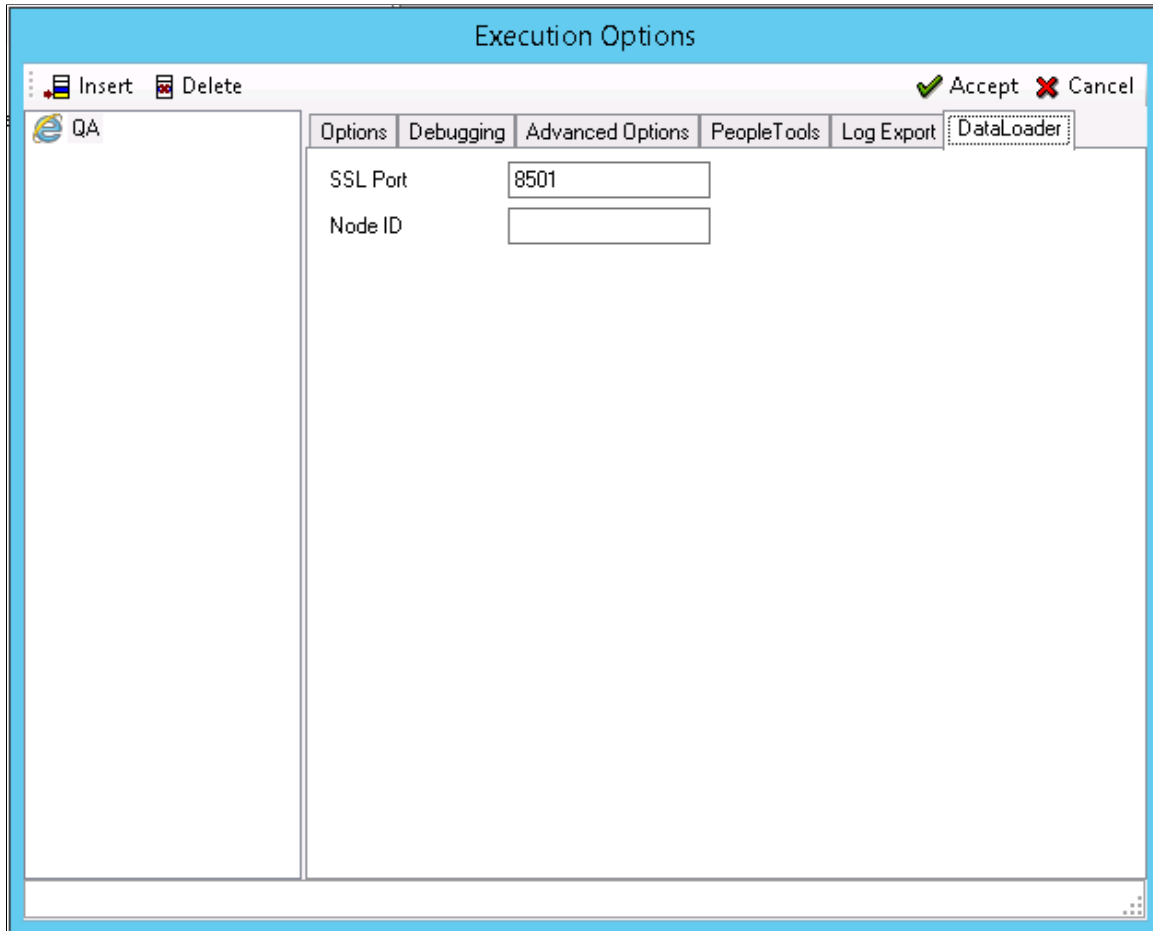 Execution Options
Insert Delete Accept Cancel
QA
Options Debugging Advanced Options PeopleTools Log Export DataLoader
SSL Port 8501
Node ID